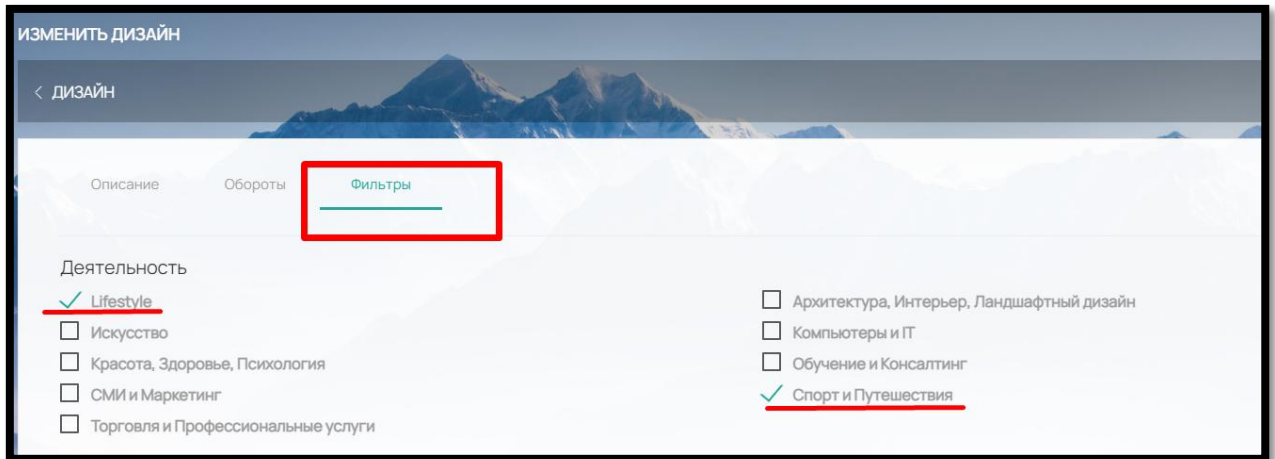 ИЗМЕНИТЬ ДИЗАЙН
< ДИЗАЙН
Описание Обороты Фильтры
Деятельность
Lifestyle
Искусство
Красота, Здоровье, Психология
СМИ и Маркетинг
Торговля и Профессиональные услуги
Архитектура, Интерьер, Ландшафтный дизайн
Компьютеры и IT
Обучение и Консалтинг
Спорт и Путешествия